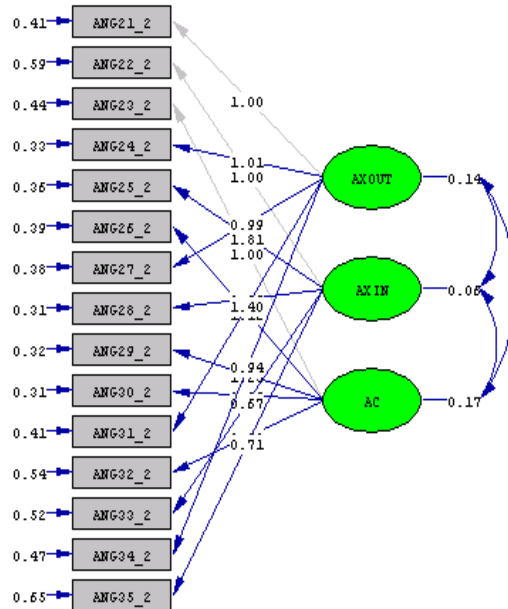 0.41 ANG21_2
0.59 ANG22_2
0.44 ANG23_2
1.00
0.33 ANG24_2
1.01
1.00
AXOUT 0.14
0.36 ANG25_2
0.39 ANG26_2
0.99
1.81
1.00
0.38 ANG27_2
AXIN 0.06
0.31 ANG28_2
1.40
0.32 ANG29_2
0.94
0.31 ANG30_2
0.67
AC 0.17
0.41 ANG31_2
0.71
0.54 ANG32_2
0.52 ANG33_2
0.47 ANG34_2
0.65 ANG35_2